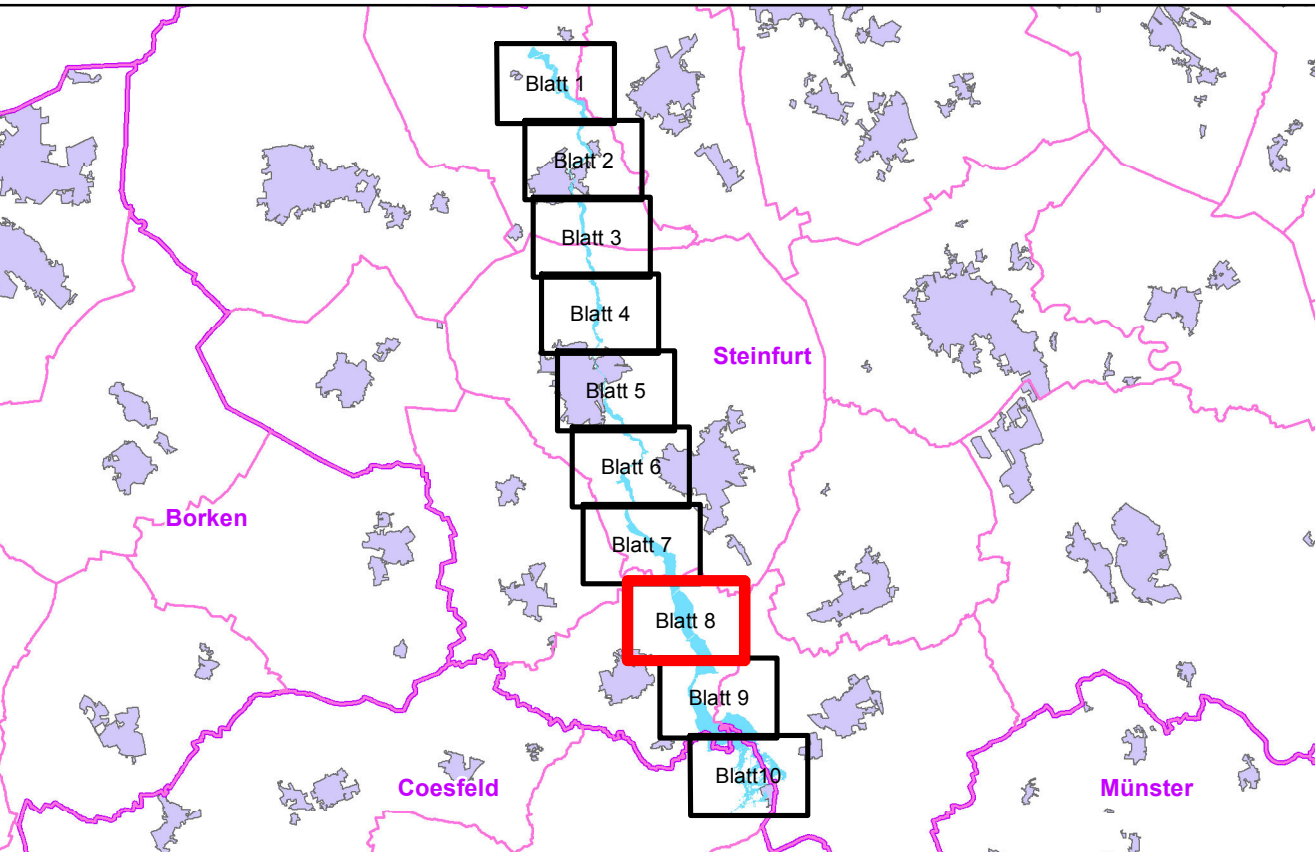 Blatt 1
Blatt 2
Blatt 3
Blatt 4
Steinfurt
Blatt 5
Blatt 6
Borken
Blatt 7
Blatt 8
Blatt 9
Blatt10
Coesfeld
Münster